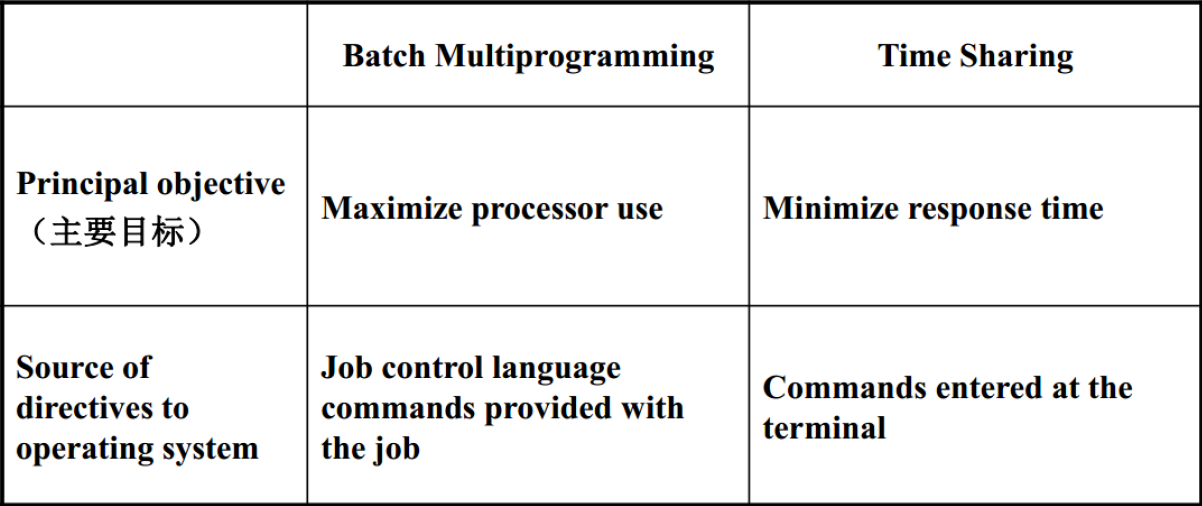 Batch Multiprogramming
Time Sharing
Principal objective
（主要目标）
Maximize processor use
Minimize response time
Source of
directives to
operating system
Job control language
commands provided with
the job
Commands entered at the
terminal